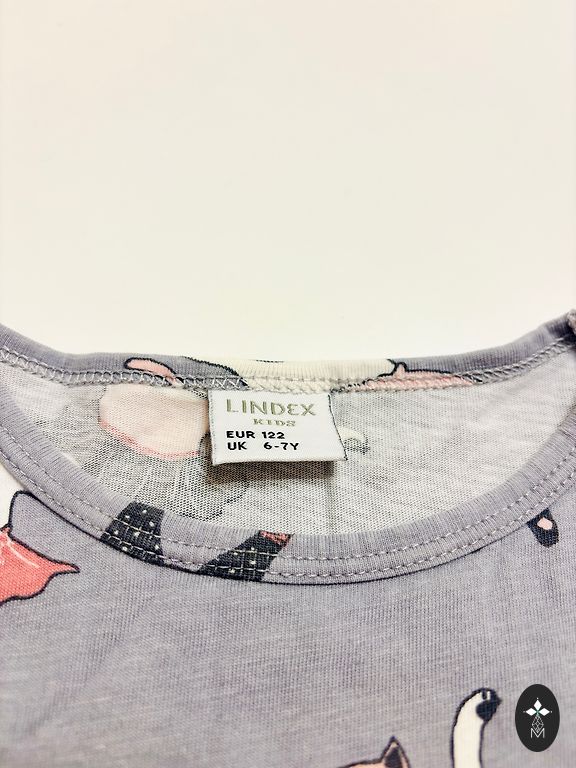 LINDEX
KIDS
EUR 122
UK 6-7Y
M